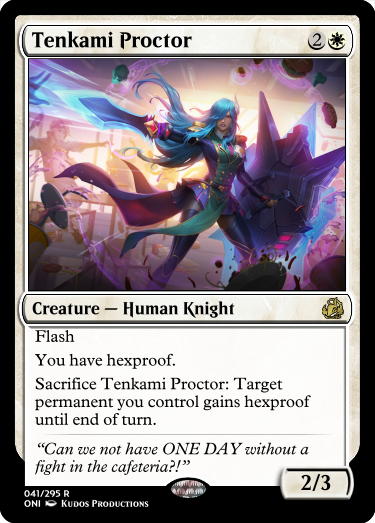 Tenkami Proctor 2
Creature — Human Knight
Flash
You have hexproof.
Sacrifice Tenkami Proctor: Target
permanent you control gains hexproof
until end of turn.
“Can we not have ONE DAY without a
fight in the cafeteria?!”
2/3
041/295 R
ONI Kudos Productions